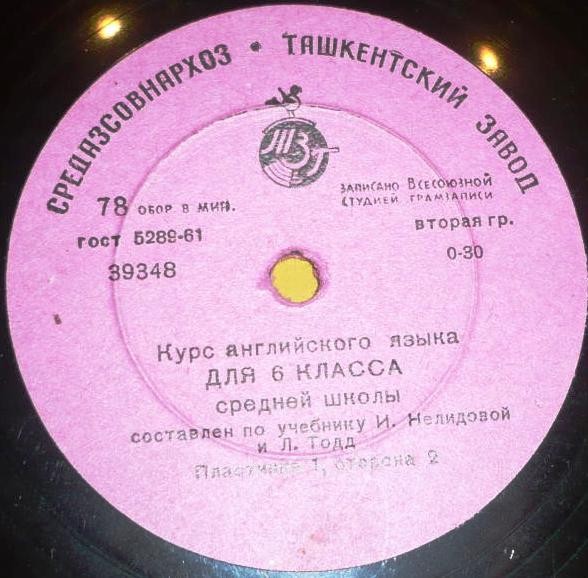 СРЕДАЗСОВНАРХОЗ • ТАШКЕНТСКИЙ ЗАВОД
ТЗГ
78 ОБОР В МИН.
ГОСТ 5289-61
39348
ЗАПИСАНО ВСЕСОЮЗНОЙ
СТУДИЕЙ ГРАМЗАПИСИ
ВТОРАЯ ГР.
0-30
Курс английского языка
ДЛЯ 6 КЛАССА
средней школы
составлен по учебнику И. Нелидовой
и Л. Тодд
Пластинка 1, сторона 2